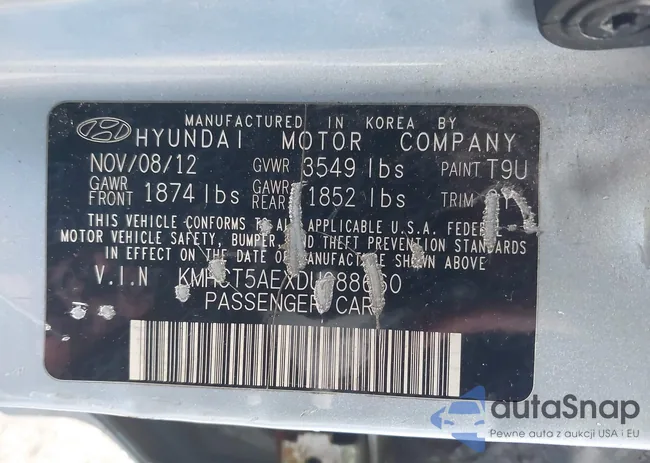 MANUFACTURED IN KOREA BY
HYUNDAI MOTOR COMPANY
NOV/08/12 GVWR 3549 lbs PAINT T9U
GAWR FRONT 1874 lbs GAWR REAR 1852 lbs TRIM
THIS VEHICLE CONFORMS TO ALL APPLICABLE U.S.A. FEDERAL
MOTOR VEHICLE SAFETY, BUMPER, AND THEFT PREVENTION STANDARDS
IN EFFECT ON THE DATE OF MANUFACTURE SHOWN ABOVE.
V.I.N
PASSENGER CAR
autaSnap
Pewne auta z aukcji USA i EU